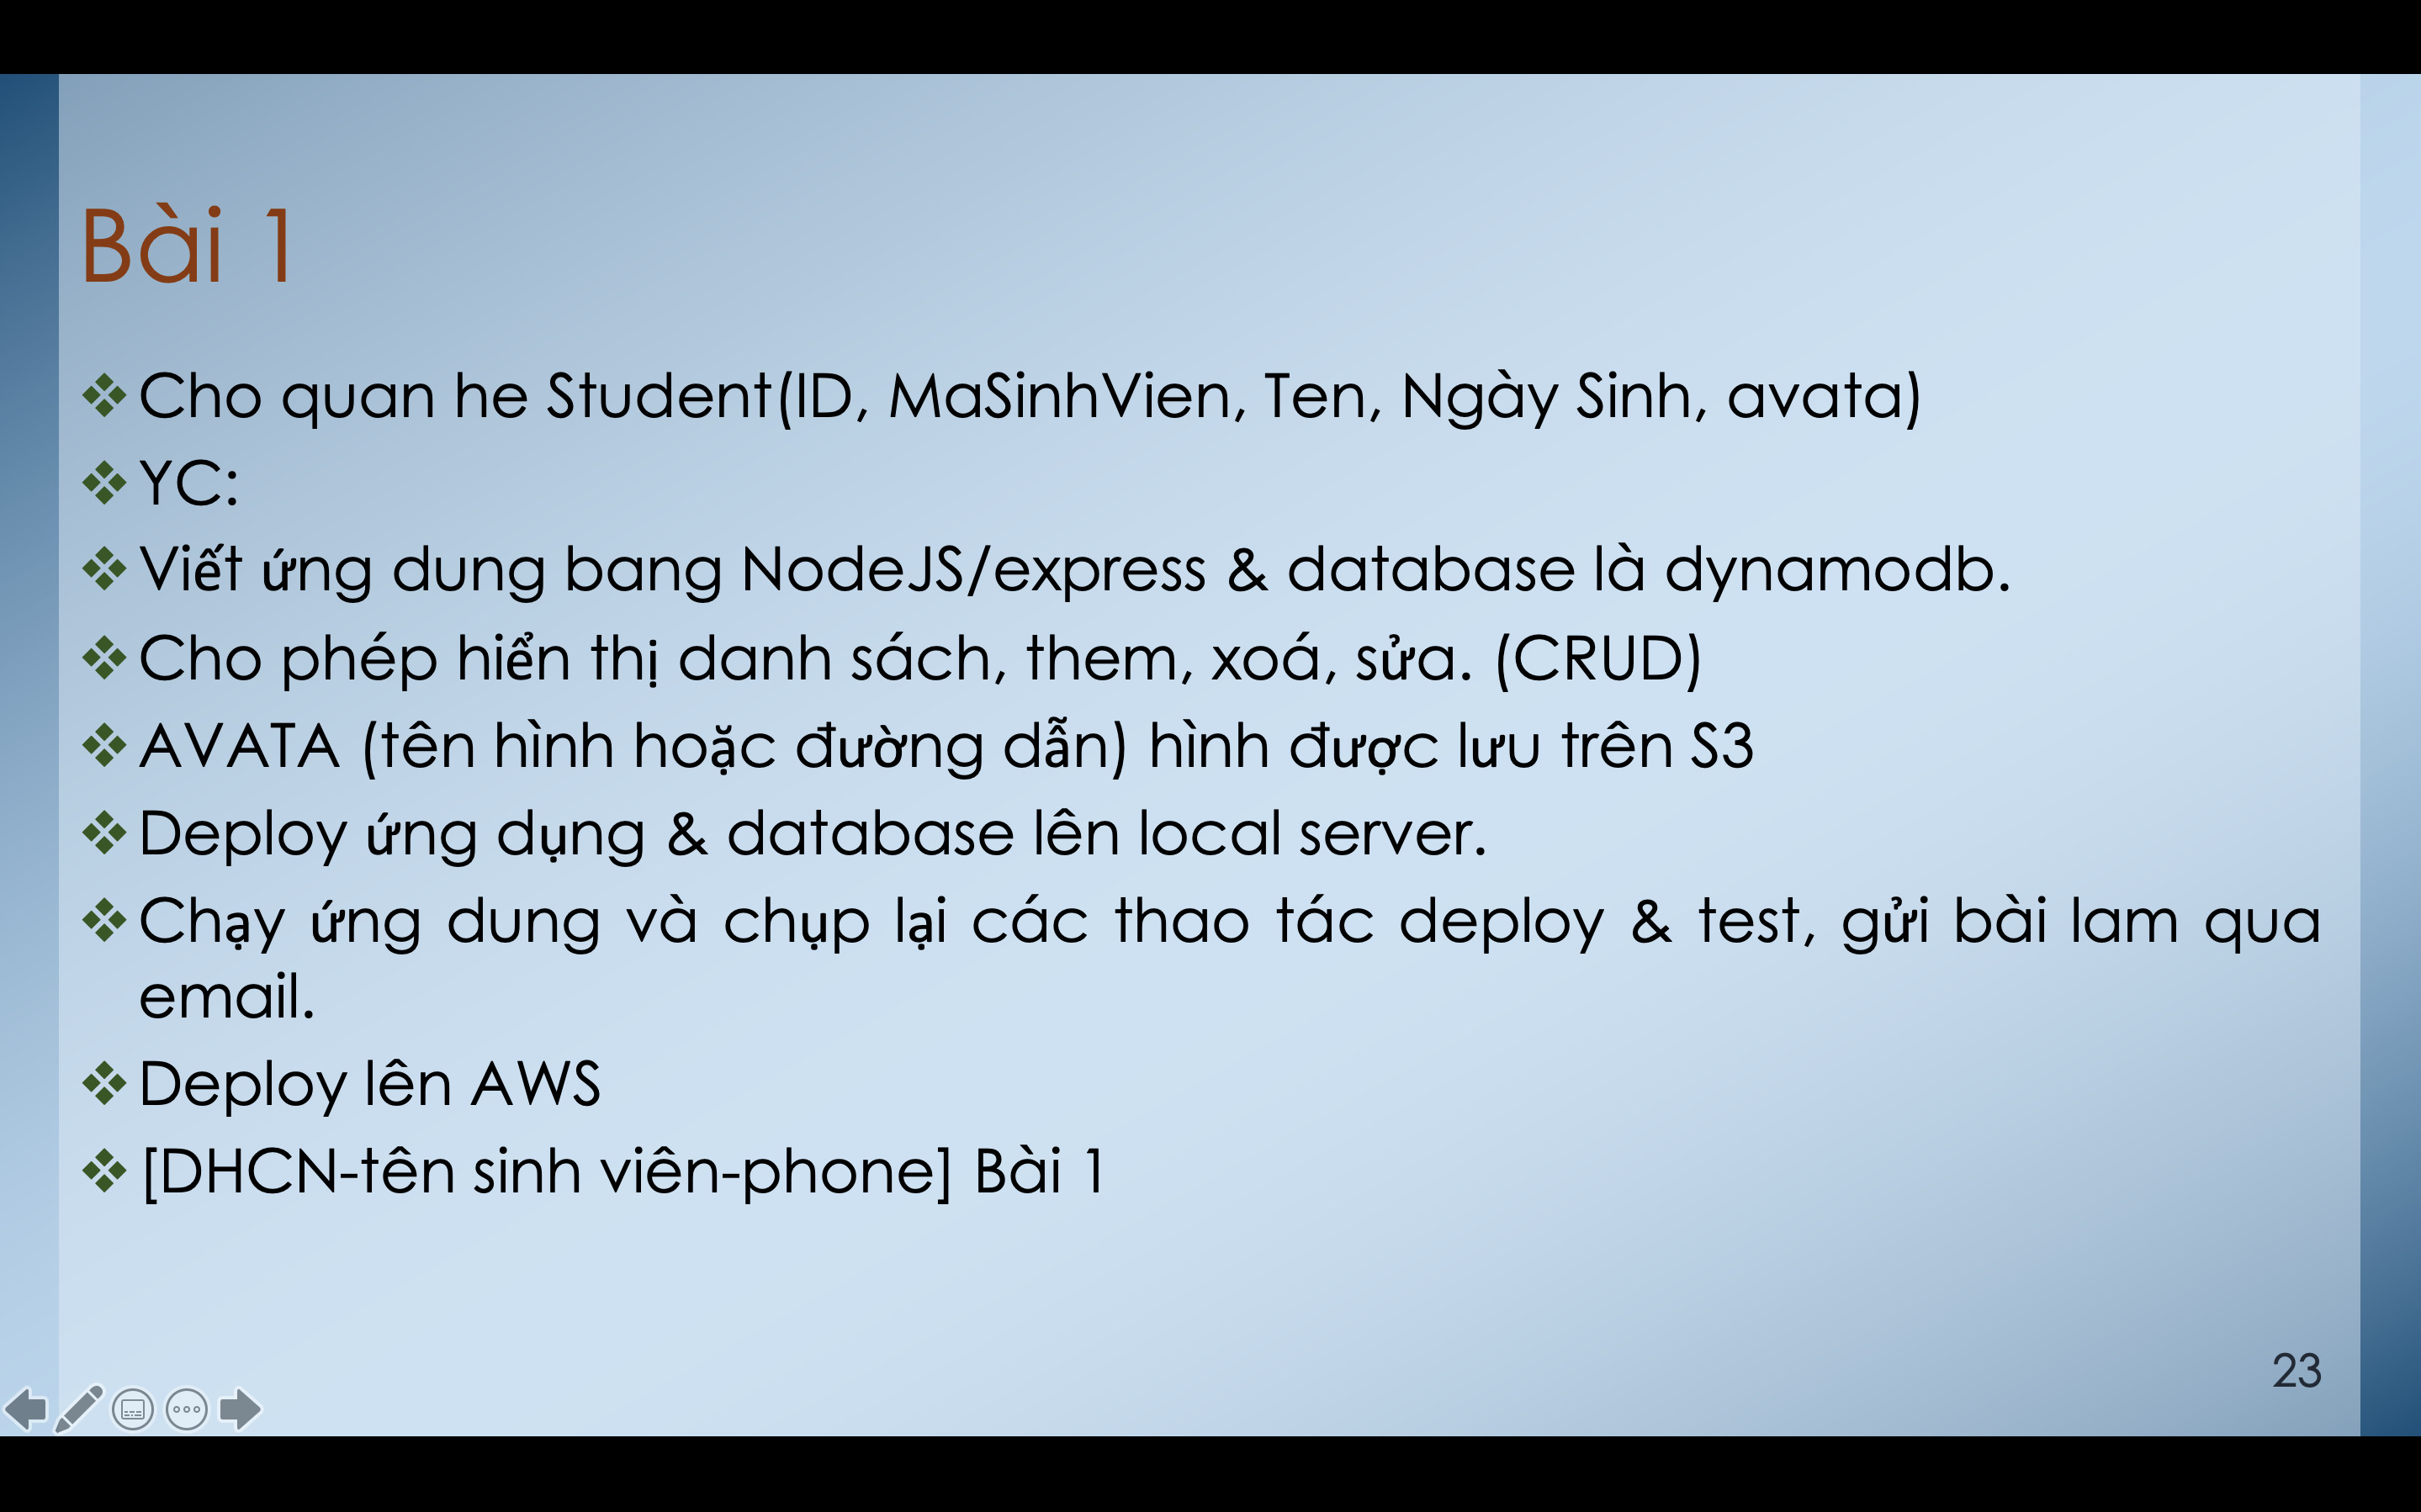 Bài 1
Cho quan he Student(ID, MaSinhVien, Ten, Ngày Sinh, avata)
YC:
Viết ứng dung bang NodeJS/express & database là dynamodb.
Cho phép hiển thị danh sách, them, xoá, sửa. (CRUD)
AVATA (tên hình hoặc đường dẫn) hình được lưu trên S3
Deploy ứng dụng & database lên local server.
Chạy ứng dung và chụp lại các thao tác deploy & test, gửi bài lam qua
email.
Deploy lên AWS
[DHCN-tên sinh viên-phone] Bài 1
23